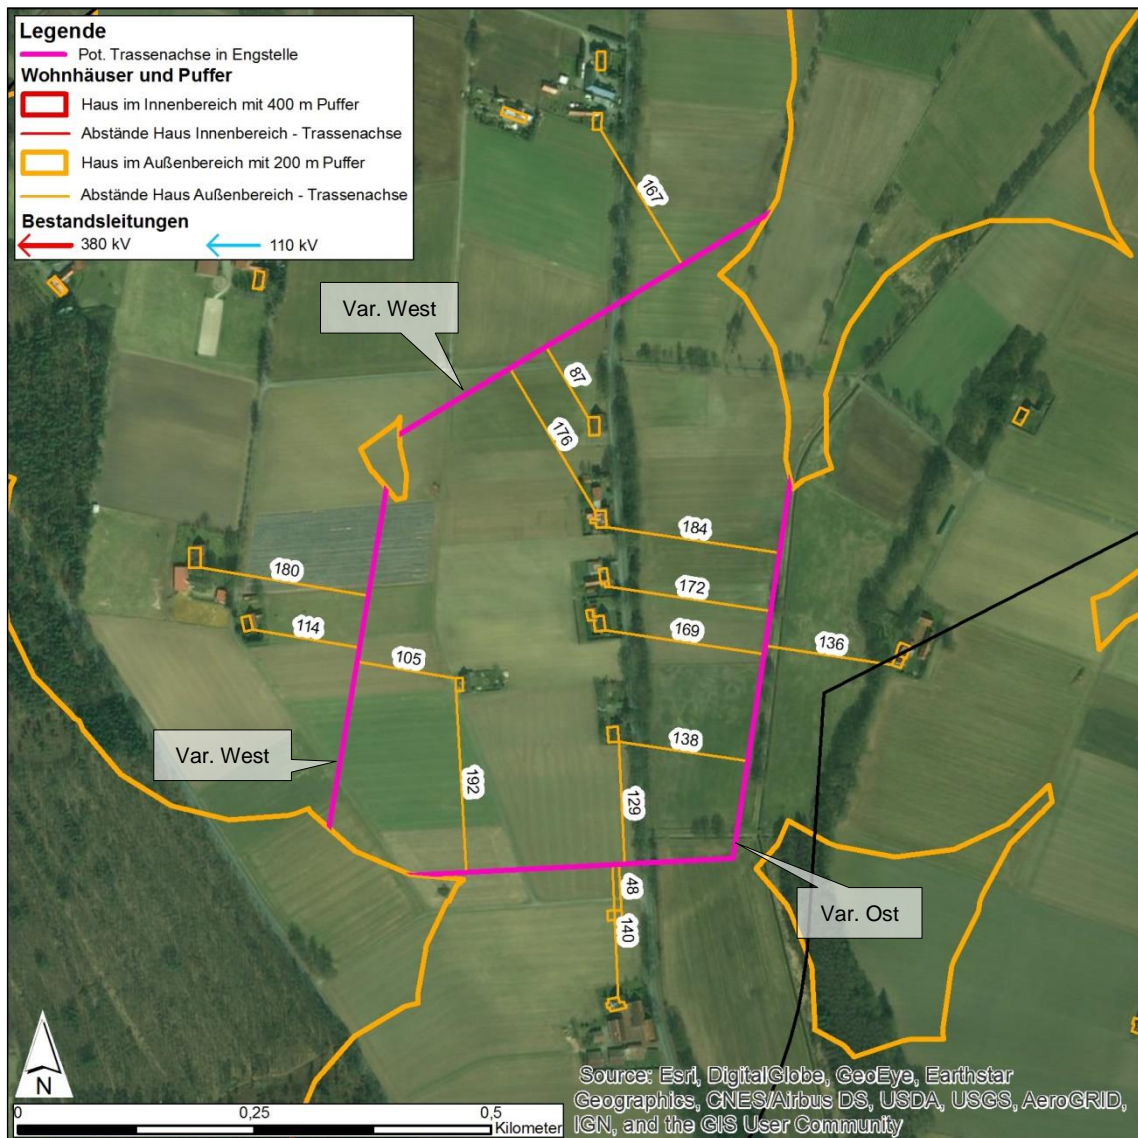 Legende
Pot. Trassenachse in Engstelle
Wohnhäuser und Puffer
Haus im Innenbereich mit 400 m Puffer
Abstände Haus Innenbereich - Trassenachse
Haus im Außenbereich mit 200 m Puffer
Abstände Haus Außenbereich - Trassenachse
Bestandsleitungen
380 kV 110 kV
167
Var. West
87
176
184
180
172
114
169
136
105
138
Var. West
192
129
48
Var. Ost
140
N
Source: Esri, DigitalGlobe, GeoEye, Earthstar
Geographics, CNES/Airbus DS, USDA, USGS, AeroGRID,
IGN, and the GIS User Community
0 0,25 0,5
Kilometer